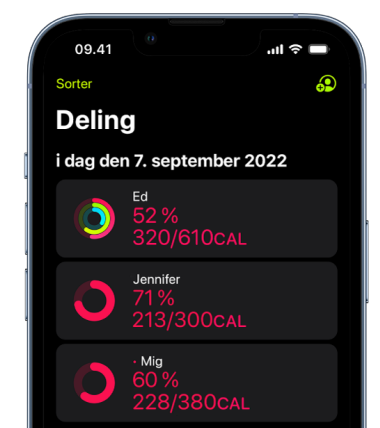 09.41
Sorter
Deling
i dag den 7. september 2022
Ed
52 %
320/610CAL
Jennifer
71 %
213/300CAL
· Mig
60 %
228/380CAL